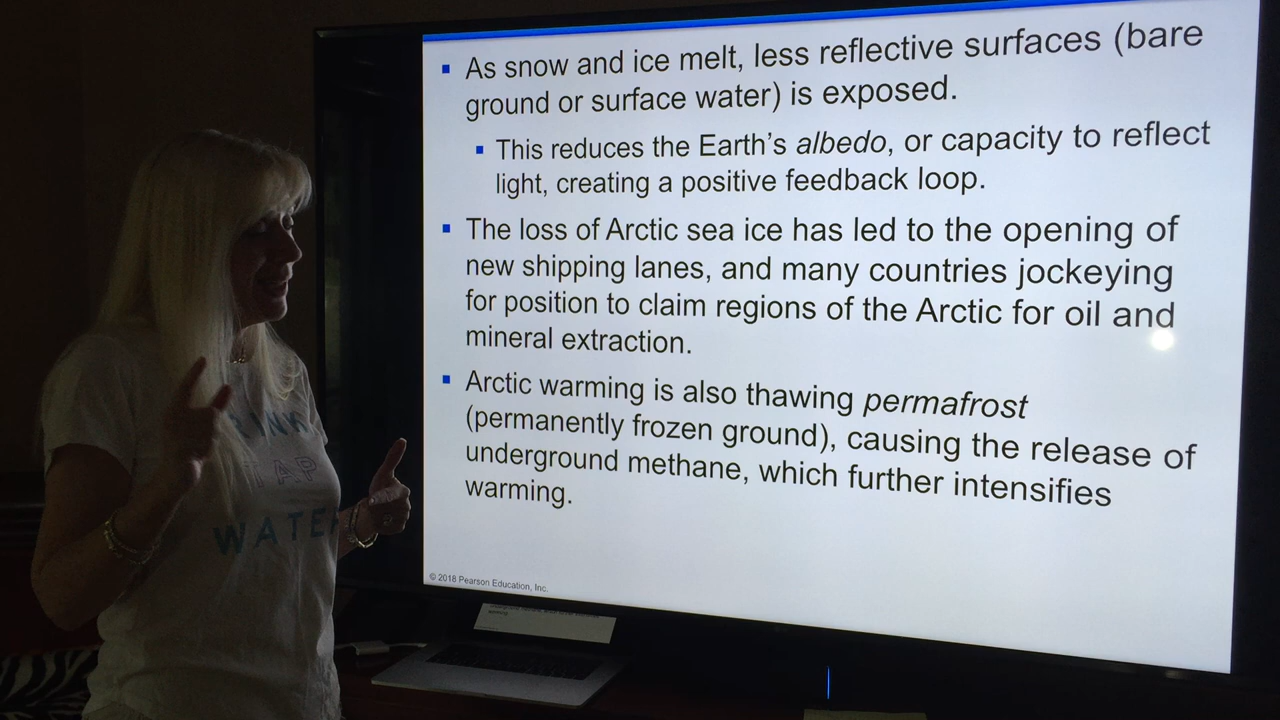 As snow and ice melt, less reflective surfaces (bare
ground or surface water) is exposed.
This reduces the Earth's albedo, or capacity to reflect
light, creating a positive feedback loop.
The loss of Arctic sea ice has led to the opening of
new shipping lanes, and many countries jockeying
for position to claim regions of the Arctic for oil and
mineral extraction.
Arctic warming is also thawing permafrost
(permanently frozen ground), causing the release of
underground methane, which further intensifies
warming.
© 2018 Pearson Education, Inc.
RINK
TAP
WATER
warming.